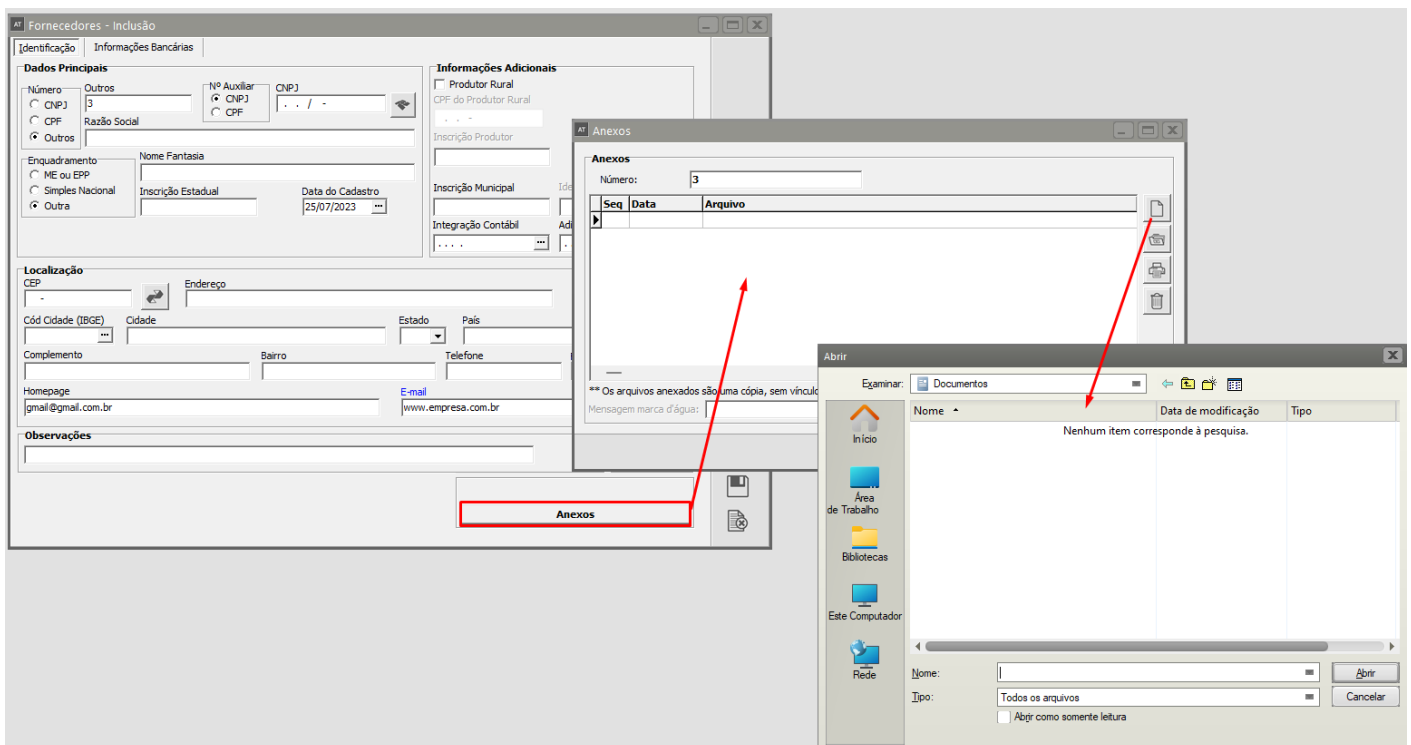 AT Fornecedores - Inclusão
Identificação Informações Bancárias
Dados Principais
Número
CNPJ
CPF
Outros
Outros
3
Nº Auxiliar
CNPJ
CPF
CNPJ
. . / -
Razão Social
Enquadramento
ME ou EPP
Simples Nacional
Outra
Nome Fantasia
Inscrição Estadual
Data do Cadastro
25/07/2023 ...
Informações Adicionais
Produtor Rural
CPF do Produtor Rural
. . -
Inscrição Produtor
Inscrição Municipal
Integração Contábil
. . . . ...
Localização
CEP
-
Endereço
Cód Cidade (IBGE)
...
Cidade
Estado
País
Complemento
Bairro
Telefone
Homepage
gmail@gmail.com.br
E-mail
www.empresa.com.br
Observações
Anexos
AT Anexos
Anexos
Número: 3
Seq Data Arquivo
** Os arquivos anexados são uma cópia, sem vínculo
Mensagem marca d'água:
Abrir
Examinar: Documentos
Nome Data de modificação Tipo
Nenhum item corresponde à pesquisa.
Início
Área
de Trabalho
Bibliotecas
Este Computador
Rede
Nome:
Abrir
Tipo: Todos os arquivos
Cancelar
Abrir como somente leitura